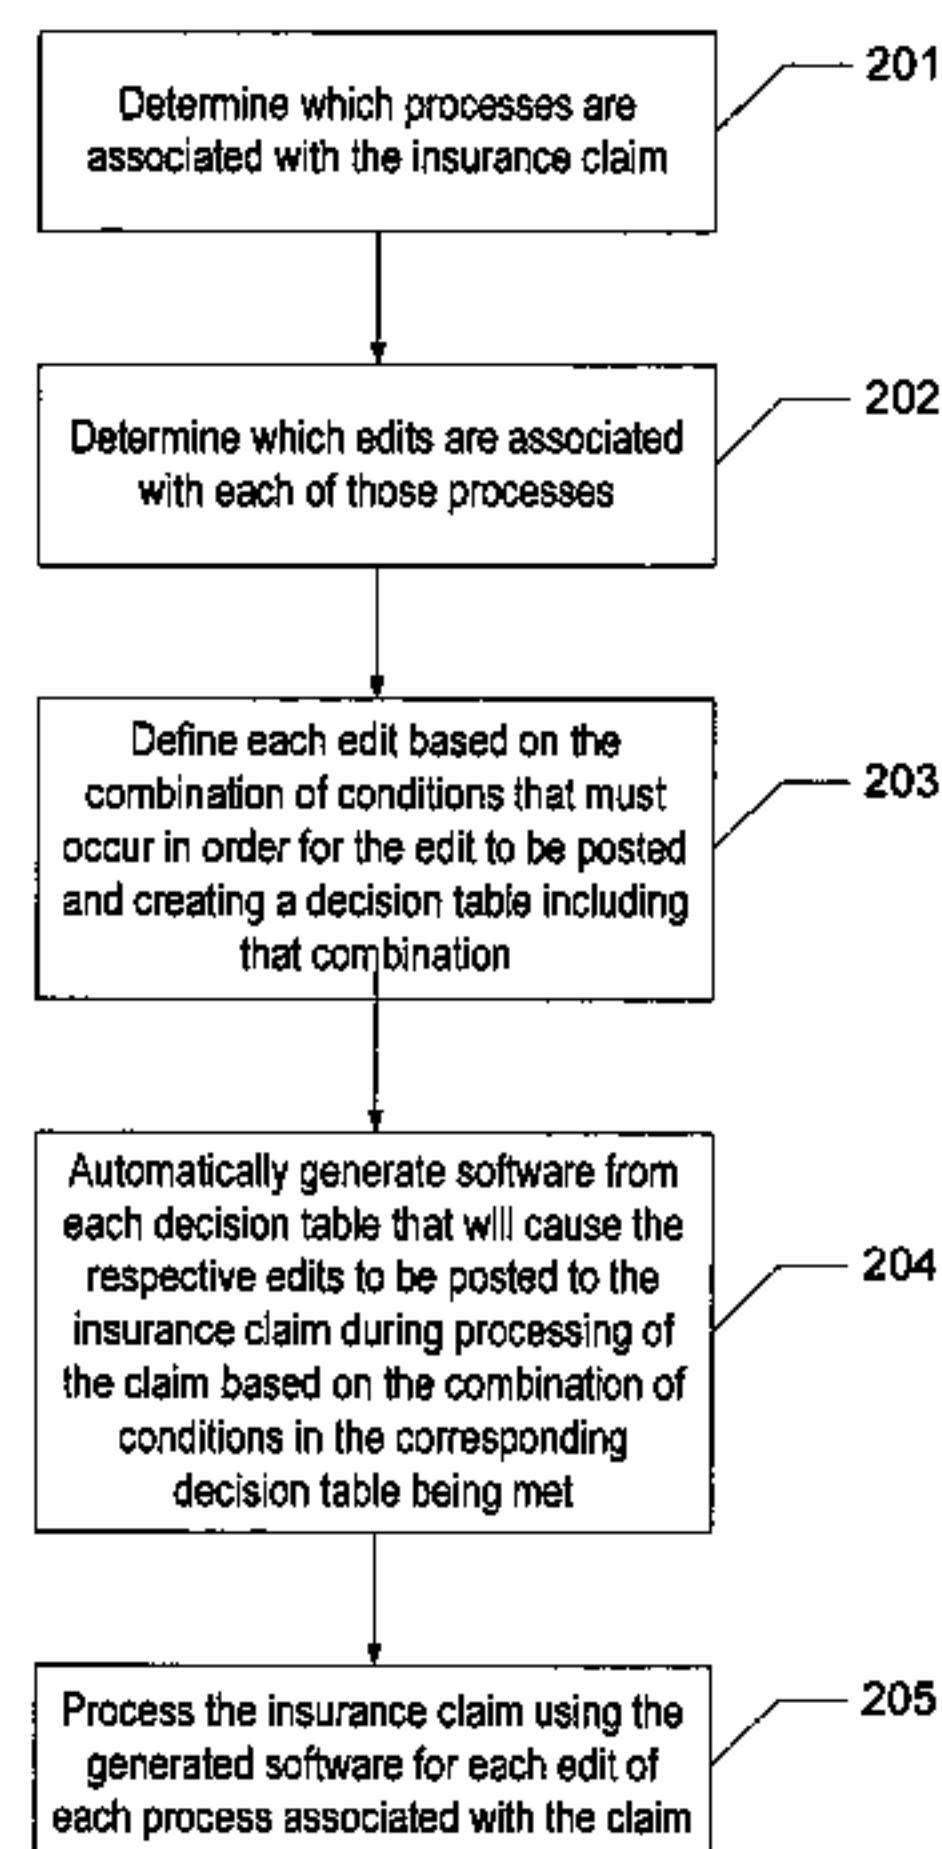 201
Determine which processes are
associated with the insurance claim
202
Determine which edits are associated
with each of those processes
203
Define each edit based on the
combination of conditions that must
occur in order for the edit to be posted
and creating a decision table including
that combination
204
Automatically generate software from
each decision table that will cause the
respective edits to be posted to the
insurance claim during processing of
the claim based on the combination of
conditions in the corresponding
decision table being met
205
Process the insurance claim using the
generated software for each edit of
each process associated with the claim